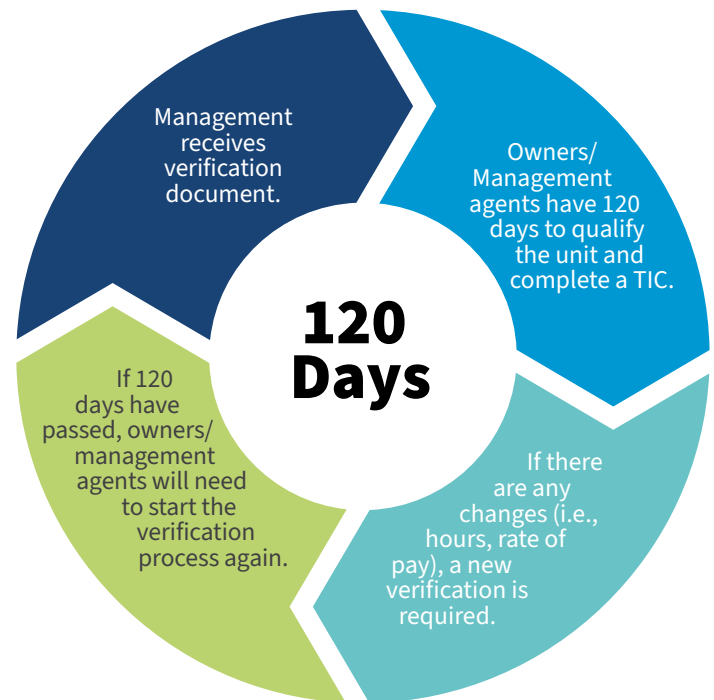 Management
receives
verification
document.
Owners/
Management
agents have 120
days to qualify
the unit and
complete a TIC.
120
Days
If there
are any
changes (i.e.,
hours, rate of
pay), a new
verification is
required.
If 120
days have
passed, owners/
management
agents will need
to start the
verification
process again.